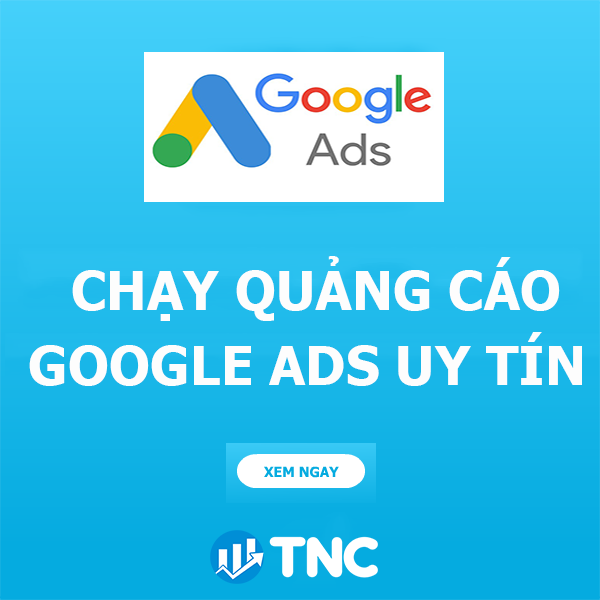 Google
Ads
CHẠY QUẢNG CÁO
GOOGLE ADS UY TÍN
XEM NGAY
TNC